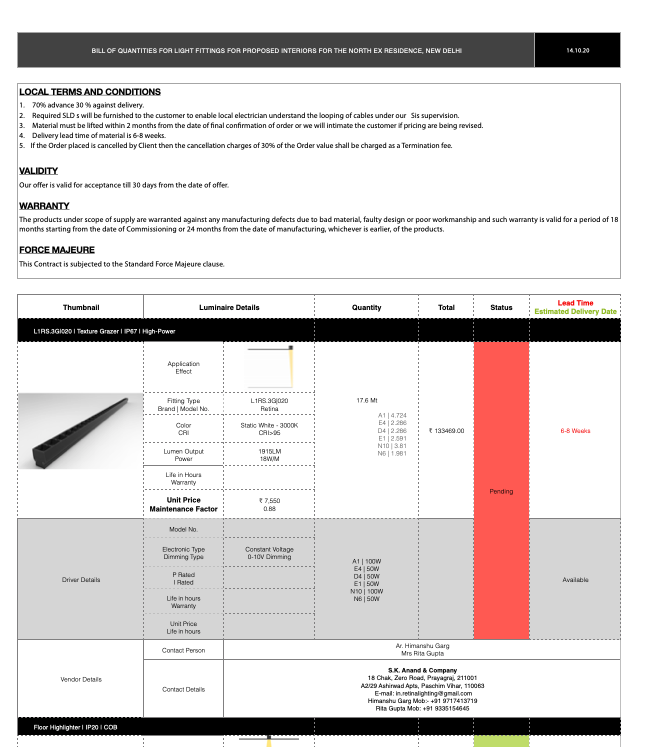 BILL OF QUANTITIES FOR LIGHT FITTINGS FOR PROPOSED INTERIORS FOR THE NORTH EX RESIDENCE, NEW DELHI
14.10.20
LOCAL TERMS AND CONDITIONS
1. 70% advance 30 % against delivery.
2. Required SLD s will be furnished to the customer to enable local electrician understand the looping of cables under our Sis supervision.
3. Material must be lifted within 2 months from the date of final confirmation of order or we will intimate the customer if pricing are being revised.
4. Delivery lead time of material is 6-8 weeks.
5. If the Order placed is cancelled by Client then the cancellation charges of 30% of the Order value shall be charged as a Termination fee.
VALIDITY
Our offer is valid for acceptance till 30 days from the date of offer.
WARRANTY
The products under scope of supply are warranted against any manufacturing defects due to bad material, faulty design or poor workmanship and such warranty is valid for a period of 18
months starting from the date of Commissioning or 24 months from the date of manufacturing, whichever is earlier, of the products.
FORCE MAJEURE
This Contract is subjected to the Standard Force Majeure clause.
Thumbnail
Luminaire Details
Quantity
Total
Status
Lead Time
Estimated Delivery Date
L1RS.3GI020 I Texture Grazer I IP67 I High-Power
Application
Effect
Fitting Type
Brand | Model No.
L1RS.3G|020
Retina
Color
CRI
Static White - 3000K
CRI>95
Lumen Output
Power
1915LM
18W/M
Life in Hours
Warranty
Unit Price
Maintenance Factor
₹ 7,550
0.88
17.6 Mt
A1 | 4.724
E4 | 2.286
D4 | 2.286
E1 | 2.591
N10 | 3.81
N6 | 1.981
₹ 133469.00
Pending
6-8 Weeks
Driver Details
Model No.
Electronic Type
Dimming Type
Constant Voltage
0-10V Dimming
P Rated
I Rated
Life in hours
Warranty
Unit Price
Life in hours
A1 | 100W
E4 | 50W
D4 | 50W
E1 | 50W
N10 | 100W
N6 | 50W
Available
Vendor Details
Contact Person
Ar. Himanshu Garg
Mrs Rita Gupta
Contact Details
S.K. Anand & Company
18 Chak, Zero Road, Prayagraj, 211001
A2/29 Ashirwad Apts, Paschim Vihar, 110063
E-mail: in.retinalighting@gmail.com
Himanshu Garg Mob:- +91 9717413719
Rita Gupta Mob: +91 9335154645
Floor Highlighter I IP20 I COB